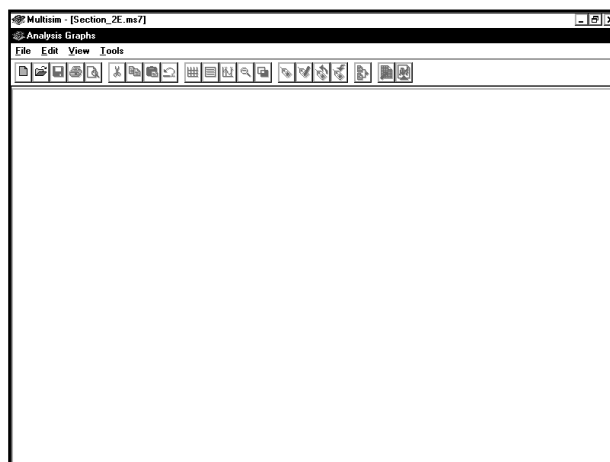 Multisim - [Section_2E.ms7]
Analysis Graphs
File Edit View Tools